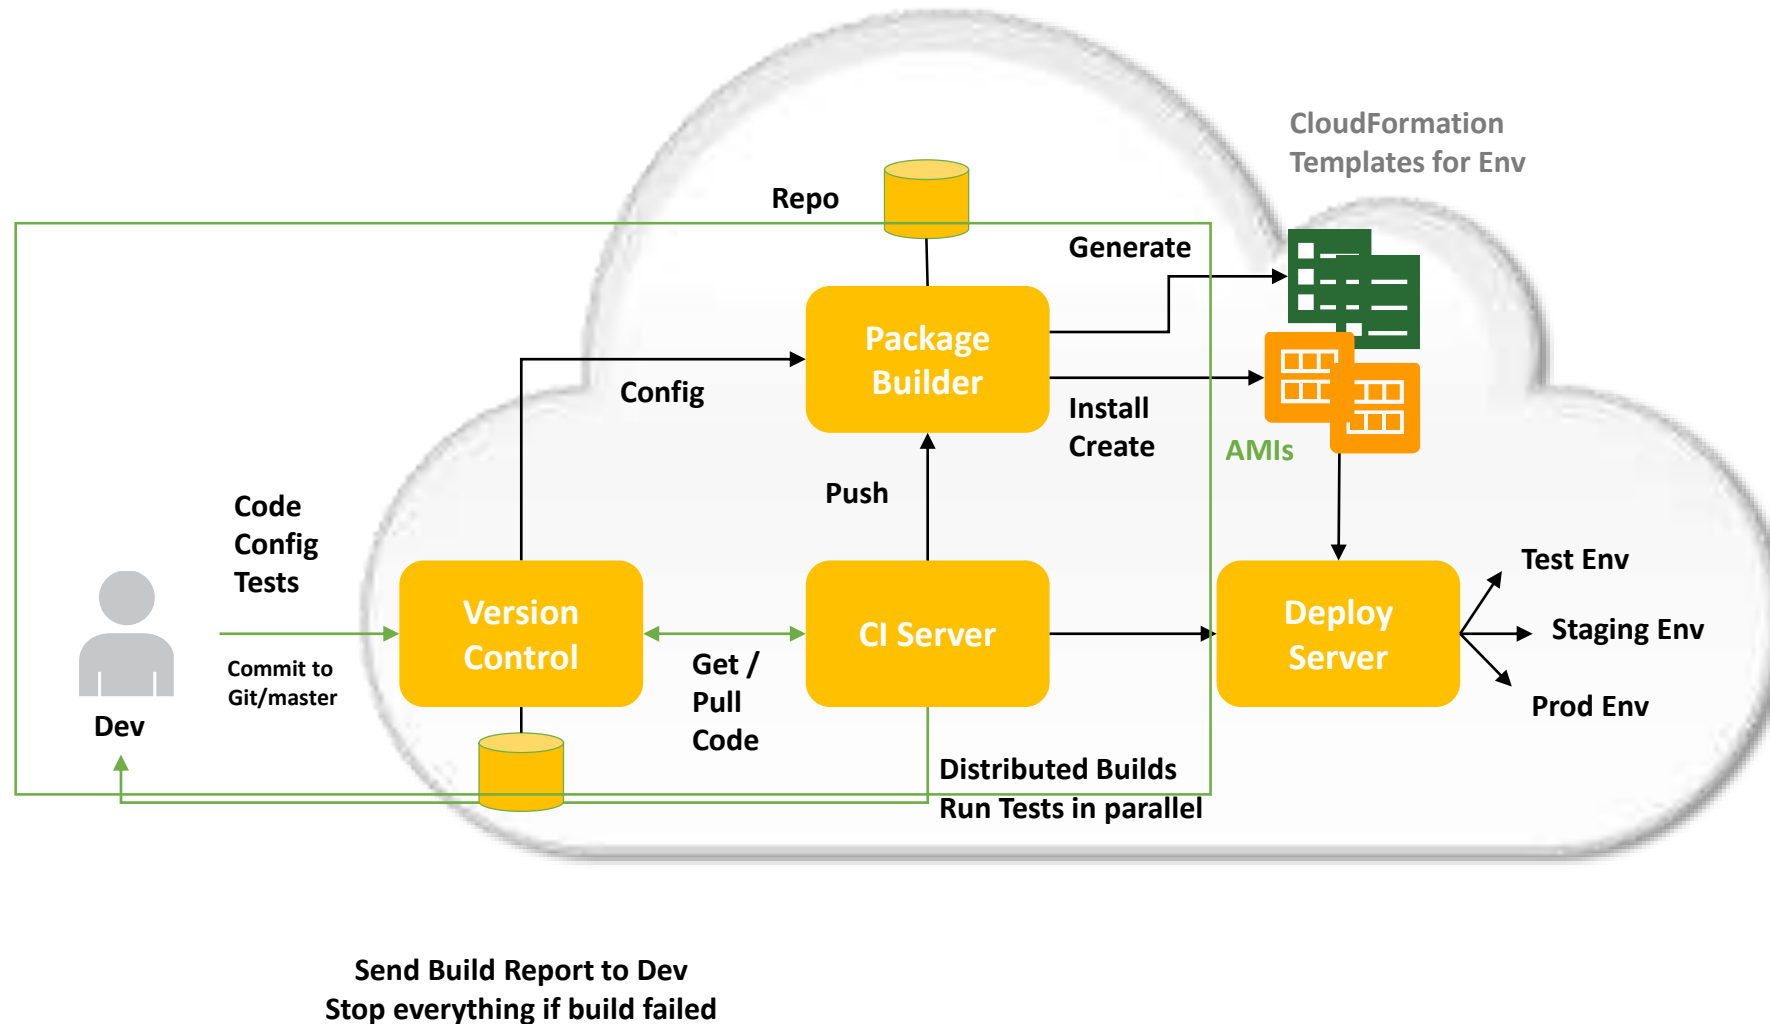 CloudFormation
Templates for Env
Repo
Generate
Package
Builder
Config
Install
Create
AMIs
Push
Code
Config
Tests
Version
Control
CI Server
Deploy
Server
Test Env
Staging Env
Prod Env
Commit to
Git/master
Get /
Pull
Code
Dev
Distributed Builds
Run Tests in parallel
Send Build Report to Dev
Stop everything if build failed